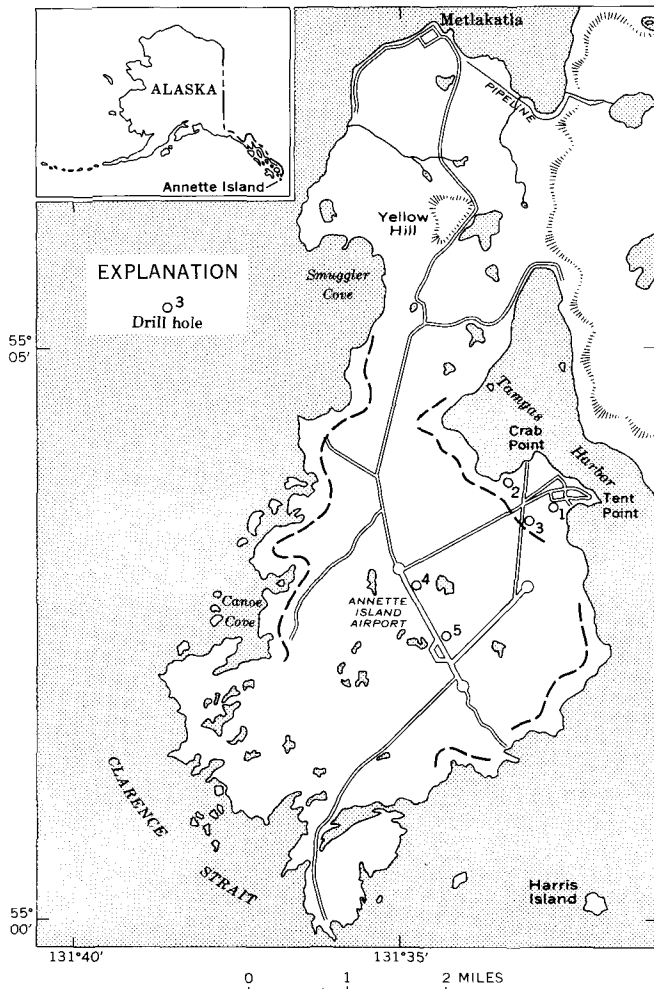 Metlakatla
ALASKA
PIPELINE
Annette Island
Yellow
Hill
EXPLANATION
3
Drill hole
Smuggler
Cove
55°
05'
Tamgas
Harbor
Crab
Point
2
Tent
Point
1
3
4
ANNETTE
ISLAND
AIRPORT
5
Canoe
Cove
CLARENCE
STRAIT
Harris
Island
55°
00'
131°40'
131°35'
0 1 2 MILES